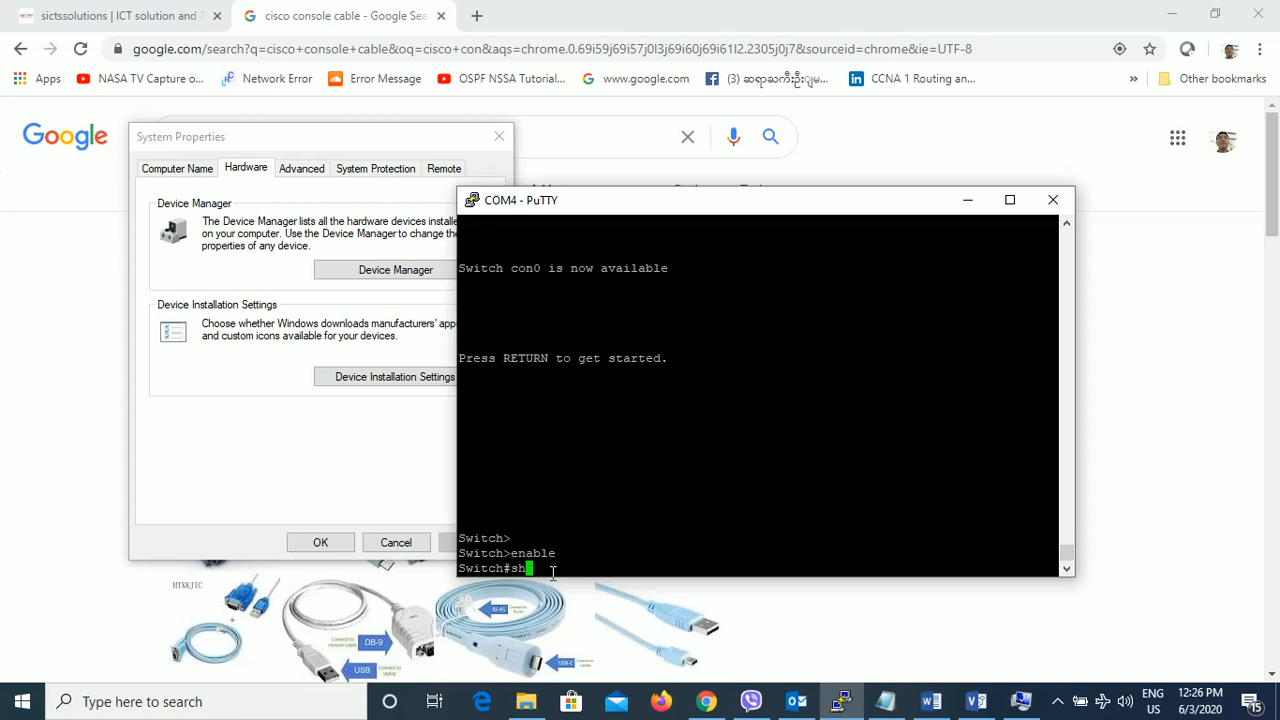 sictssolutions | ICT solution and T
cisco console cable - Google Sea
google.com/search?q=cisco+console+cable&oq=cisco+con&aqs=chrome.0.69i59j69i57j0l3j69i60j69i61l2.2305j0j7&sourceid=chrome&ie=UTF-8
Apps
NASA TV Capture o...
Network Error
Error Message
OSPF NSSA Tutorial...
www.google.com
CCNA 1 Routing an...
»
Other bookmarks
Google
System Properties
Computer Name
Hardware
Advanced
System Protection
Remote
Device Manager
The Device Manager lists all the hardware devices installe
on your computer. Use the Device Manager to change the
properties of any device.
Device Manager
Device Installation Settings
Choose whether Windows downloads manufacturers' app
and custom icons available for your devices.
Device Installation Settings
OK
Cancel
COM4 - PuTTY
Switch con0 is now available
Press RETURN to get started.
Switch>
Switch>enable
Switch#sh
HTXKJTC
DB-9
USB
RJ-45
USB-C
Type here to search
ENG
US
12:26 PM
6/3/2020
15